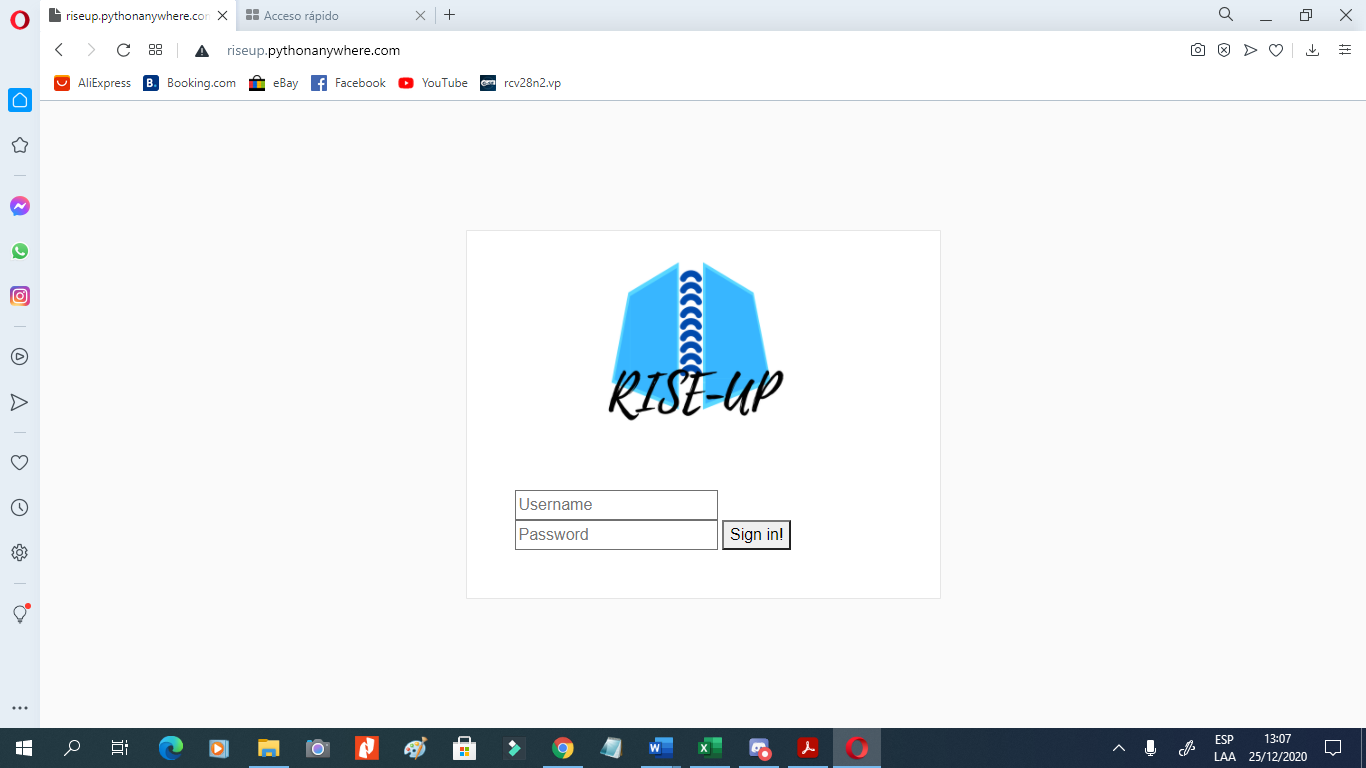 riseup.pythonanywhere.com
Acceso rápido
riseup.pythonanywhere.com
AliExpress
Booking.com
eBay
Facebook
YouTube
rcv28n2.vp
RISE-UP
Username
Password
Sign in!
ESP
LAA
13:07
25/12/2020